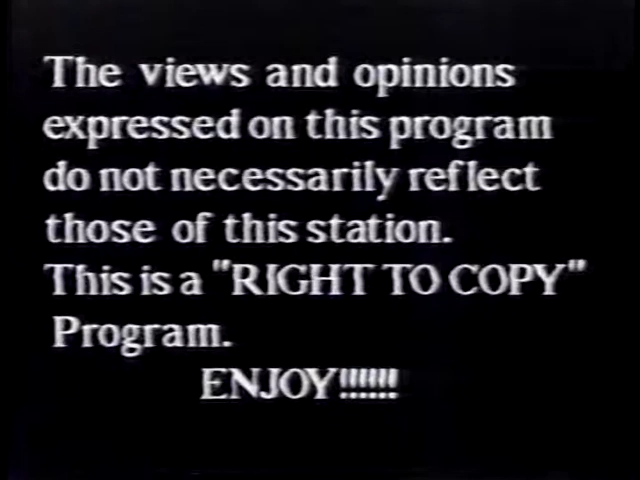 The views and opinions
expressed on this program
do not necessarily reflect
those of this station.
This is a "RIGHT TO COPY"
Program.
ENJOY!!!!!!